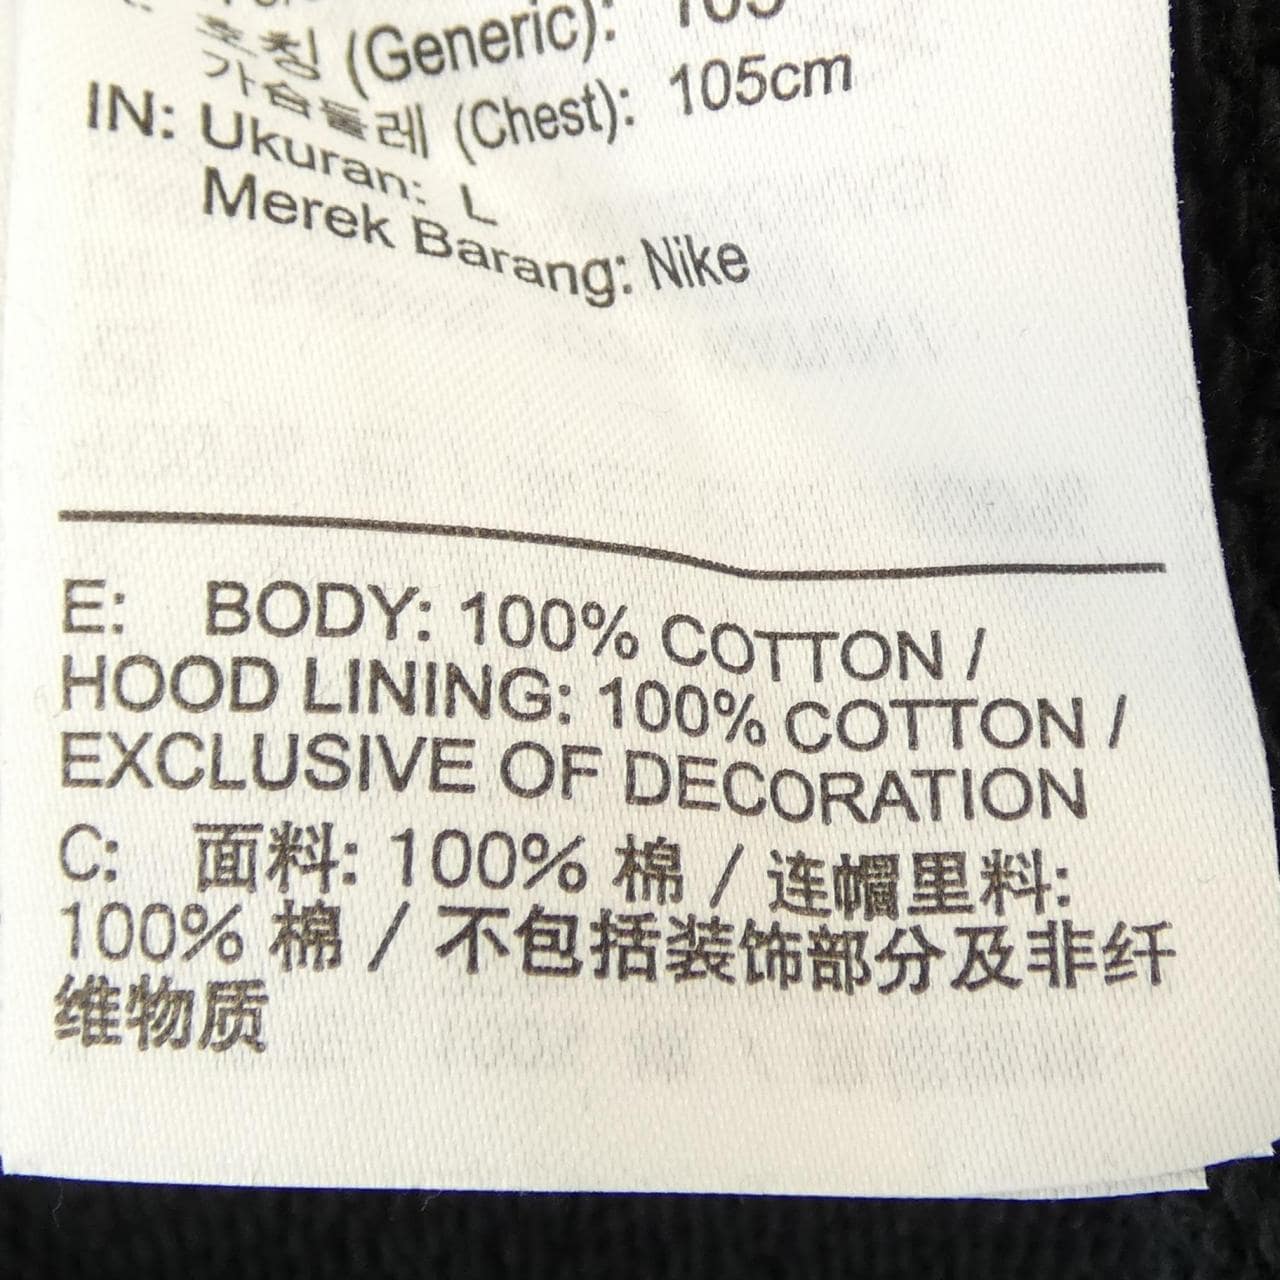 호칭 (Generic): 105
가슴둘레 (Chest): 105cm
IN: Ukuran: L
Merek Barang: Nike
E: BODY: 100% COTTON /
HOOD LINING: 100% COTTON /
EXCLUSIVE OF DECORATION
C: 面料: 100% 棉 / 连帽里料:
100% 棉 / 不包括装饰部分及非纤
维物质